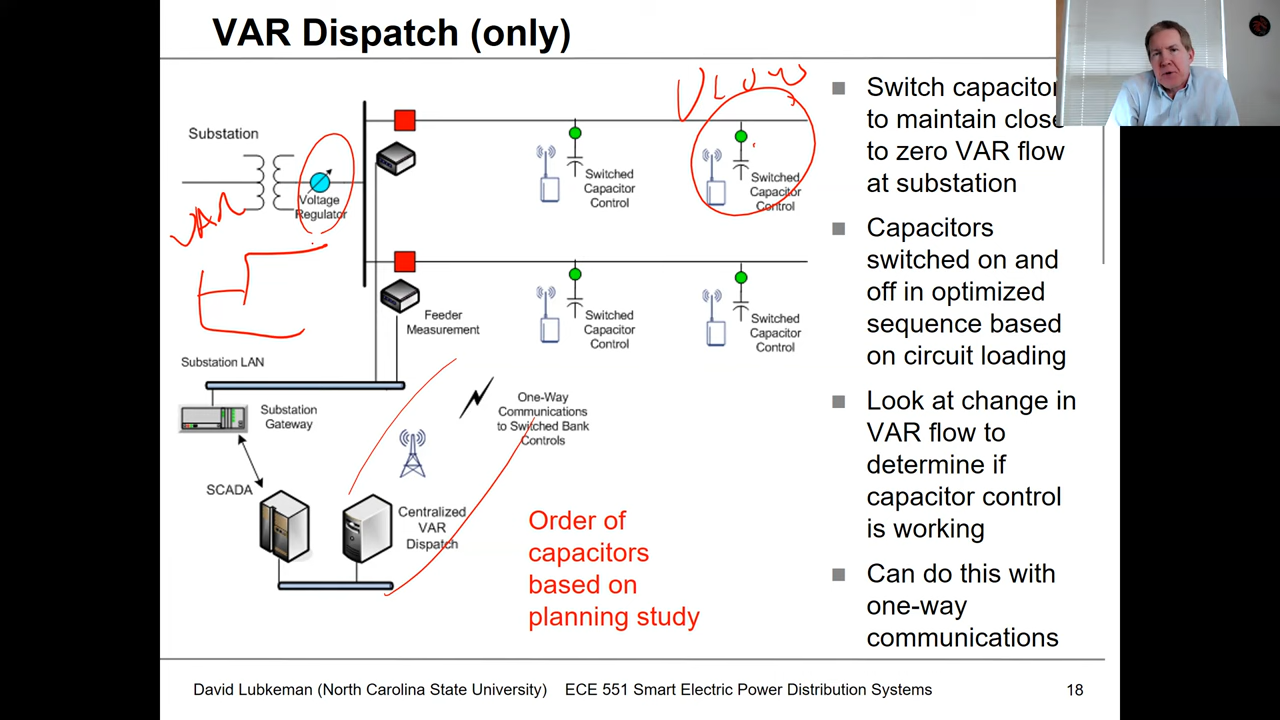 VAR Dispatch (only)
Substation
Voltage
Regulator
VAR
Switched
Capacitor
Control
Switched
Capacitor
Control
Feeder
Measurement
Switched
Capacitor
Control
Switched
Capacitor
Control
Substation LAN
Substation
Gateway
One-Way
Communications
to Switched Bank
Controls
SCADA
Centralized
VAR
Dispatch
Order of
capacitors
based on
planning study
Switch capacitor
to maintain close
to zero VAR flow
at substation
Capacitors
switched on and
off in optimized
sequence based
on circuit loading
Look at change in
VAR flow to
determine if
capacitor control
is working
Can do this with
one-way
communications
David Lubkeman (North Carolina State University)
ECE 551 Smart Electric Power Distribution Systems
18